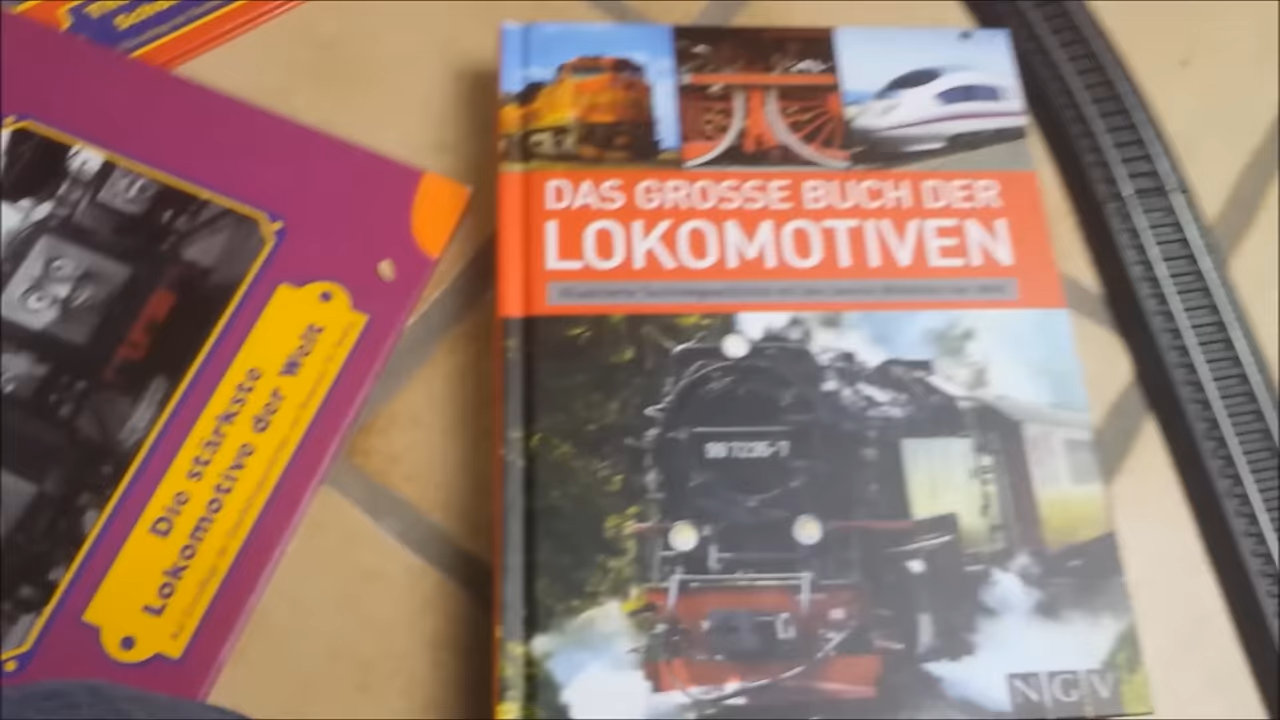 DAS GROSSE BUCH DER
LOKOMOTIVEN
99 7235-7
NGV
Die stärkste
Lokomotive der Welt